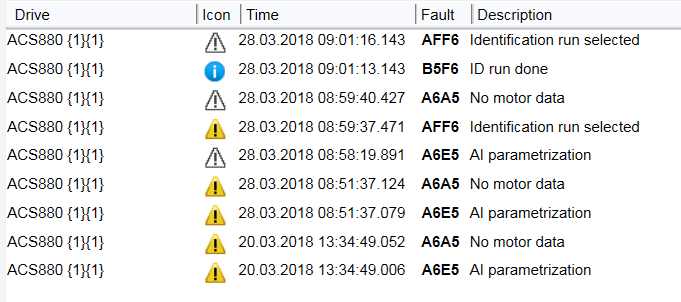 Drive Icon Time Fault Description
ACS880 {1}{1} 28.03.2018 09:01:16.143 AFF6 Identification run selected
ACS880 {1}{1} 28.03.2018 09:01:13.143 B5F6 ID run done
ACS880 {1}{1} 28.03.2018 08:59:40.427 A6A5 No motor data
ACS880 {1}{1} 28.03.2018 08:59:37.471 AFF6 Identification run selected
ACS880 {1}{1} 28.03.2018 08:58:19.891 A6E5 AI parametrization
ACS880 {1}{1} 28.03.2018 08:51:37.124 A6A5 No motor data
ACS880 {1}{1} 28.03.2018 08:51:37.079 A6E5 AI parametrization
ACS880 {1}{1} 20.03.2018 13:34:49.052 A6A5 No motor data
ACS880 {1}{1} 20.03.2018 13:34:49.006 A6E5 AI parametrization